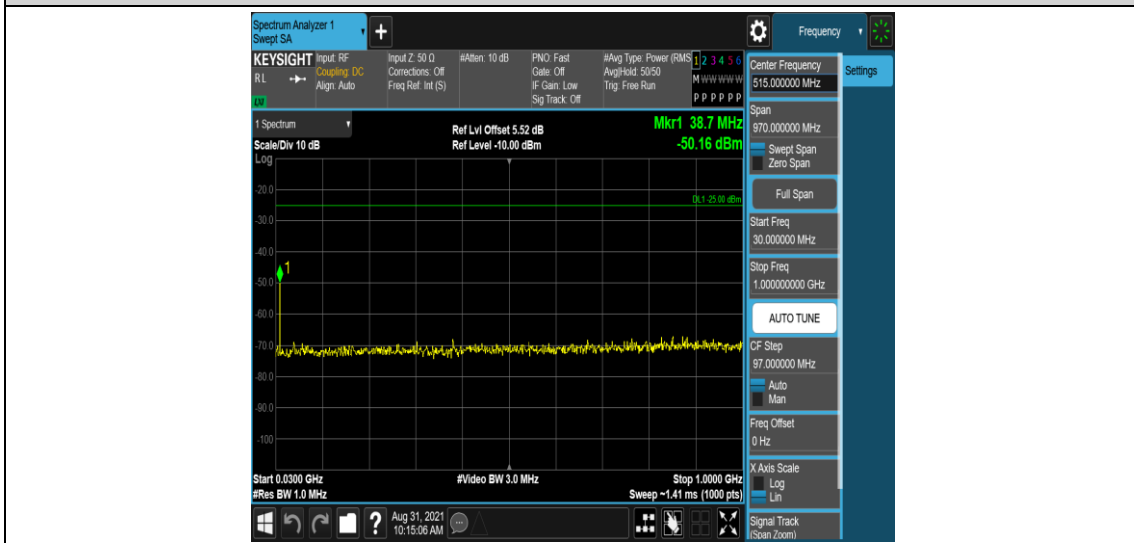 Spectrum Analyzer 1
Swept SA
+
Frequency
KEYSIGHT
RL
LXI
Input: RF
Coupling: DC
Align: Auto
Input Z: 50 Ω
Corrections: Off
Freq Ref: Int (S)
#Atten: 10 dB
PNO: Fast
Gate: Off
IF Gain: Low
Sig Track: Off
#Avg Type: Power (RMS
Avg|Hold: 50/50
Trig: Free Run
1 2 3 4 5 6
M W W W W W
P P P P P P
1 Spectrum
Scale/Div 10 dB
Ref Lvl Offset 5.52 dB
Ref Level -10.00 dBm
Mkr1 38.7 MHz
-50.16 dBm
Log
-20.0
DL1 -25.00 dBm
-30.0
-40.0
1
-50.0
-60.0
-70.0
-80.0
-90.0
-100
Start 0.0300 GHz
#Res BW 1.0 MHz
#Video BW 3.0 MHz
Stop 1.0000 GHz
Sweep ~1.41 ms (1000 pts)
?
Aug 31, 2021
10:15:06 AM
Center Frequency
515.000000 MHz
Settings
Span
970.000000 MHz
Swept Span
Zero Span
Full Span
Start Freq
30.000000 MHz
Stop Freq
1.000000000 GHz
AUTO TUNE
CF Step
97.000000 MHz
Auto
Man
Freq Offset
0 Hz
X Axis Scale
Log
Lin
Signal Track
(Span Zoom)